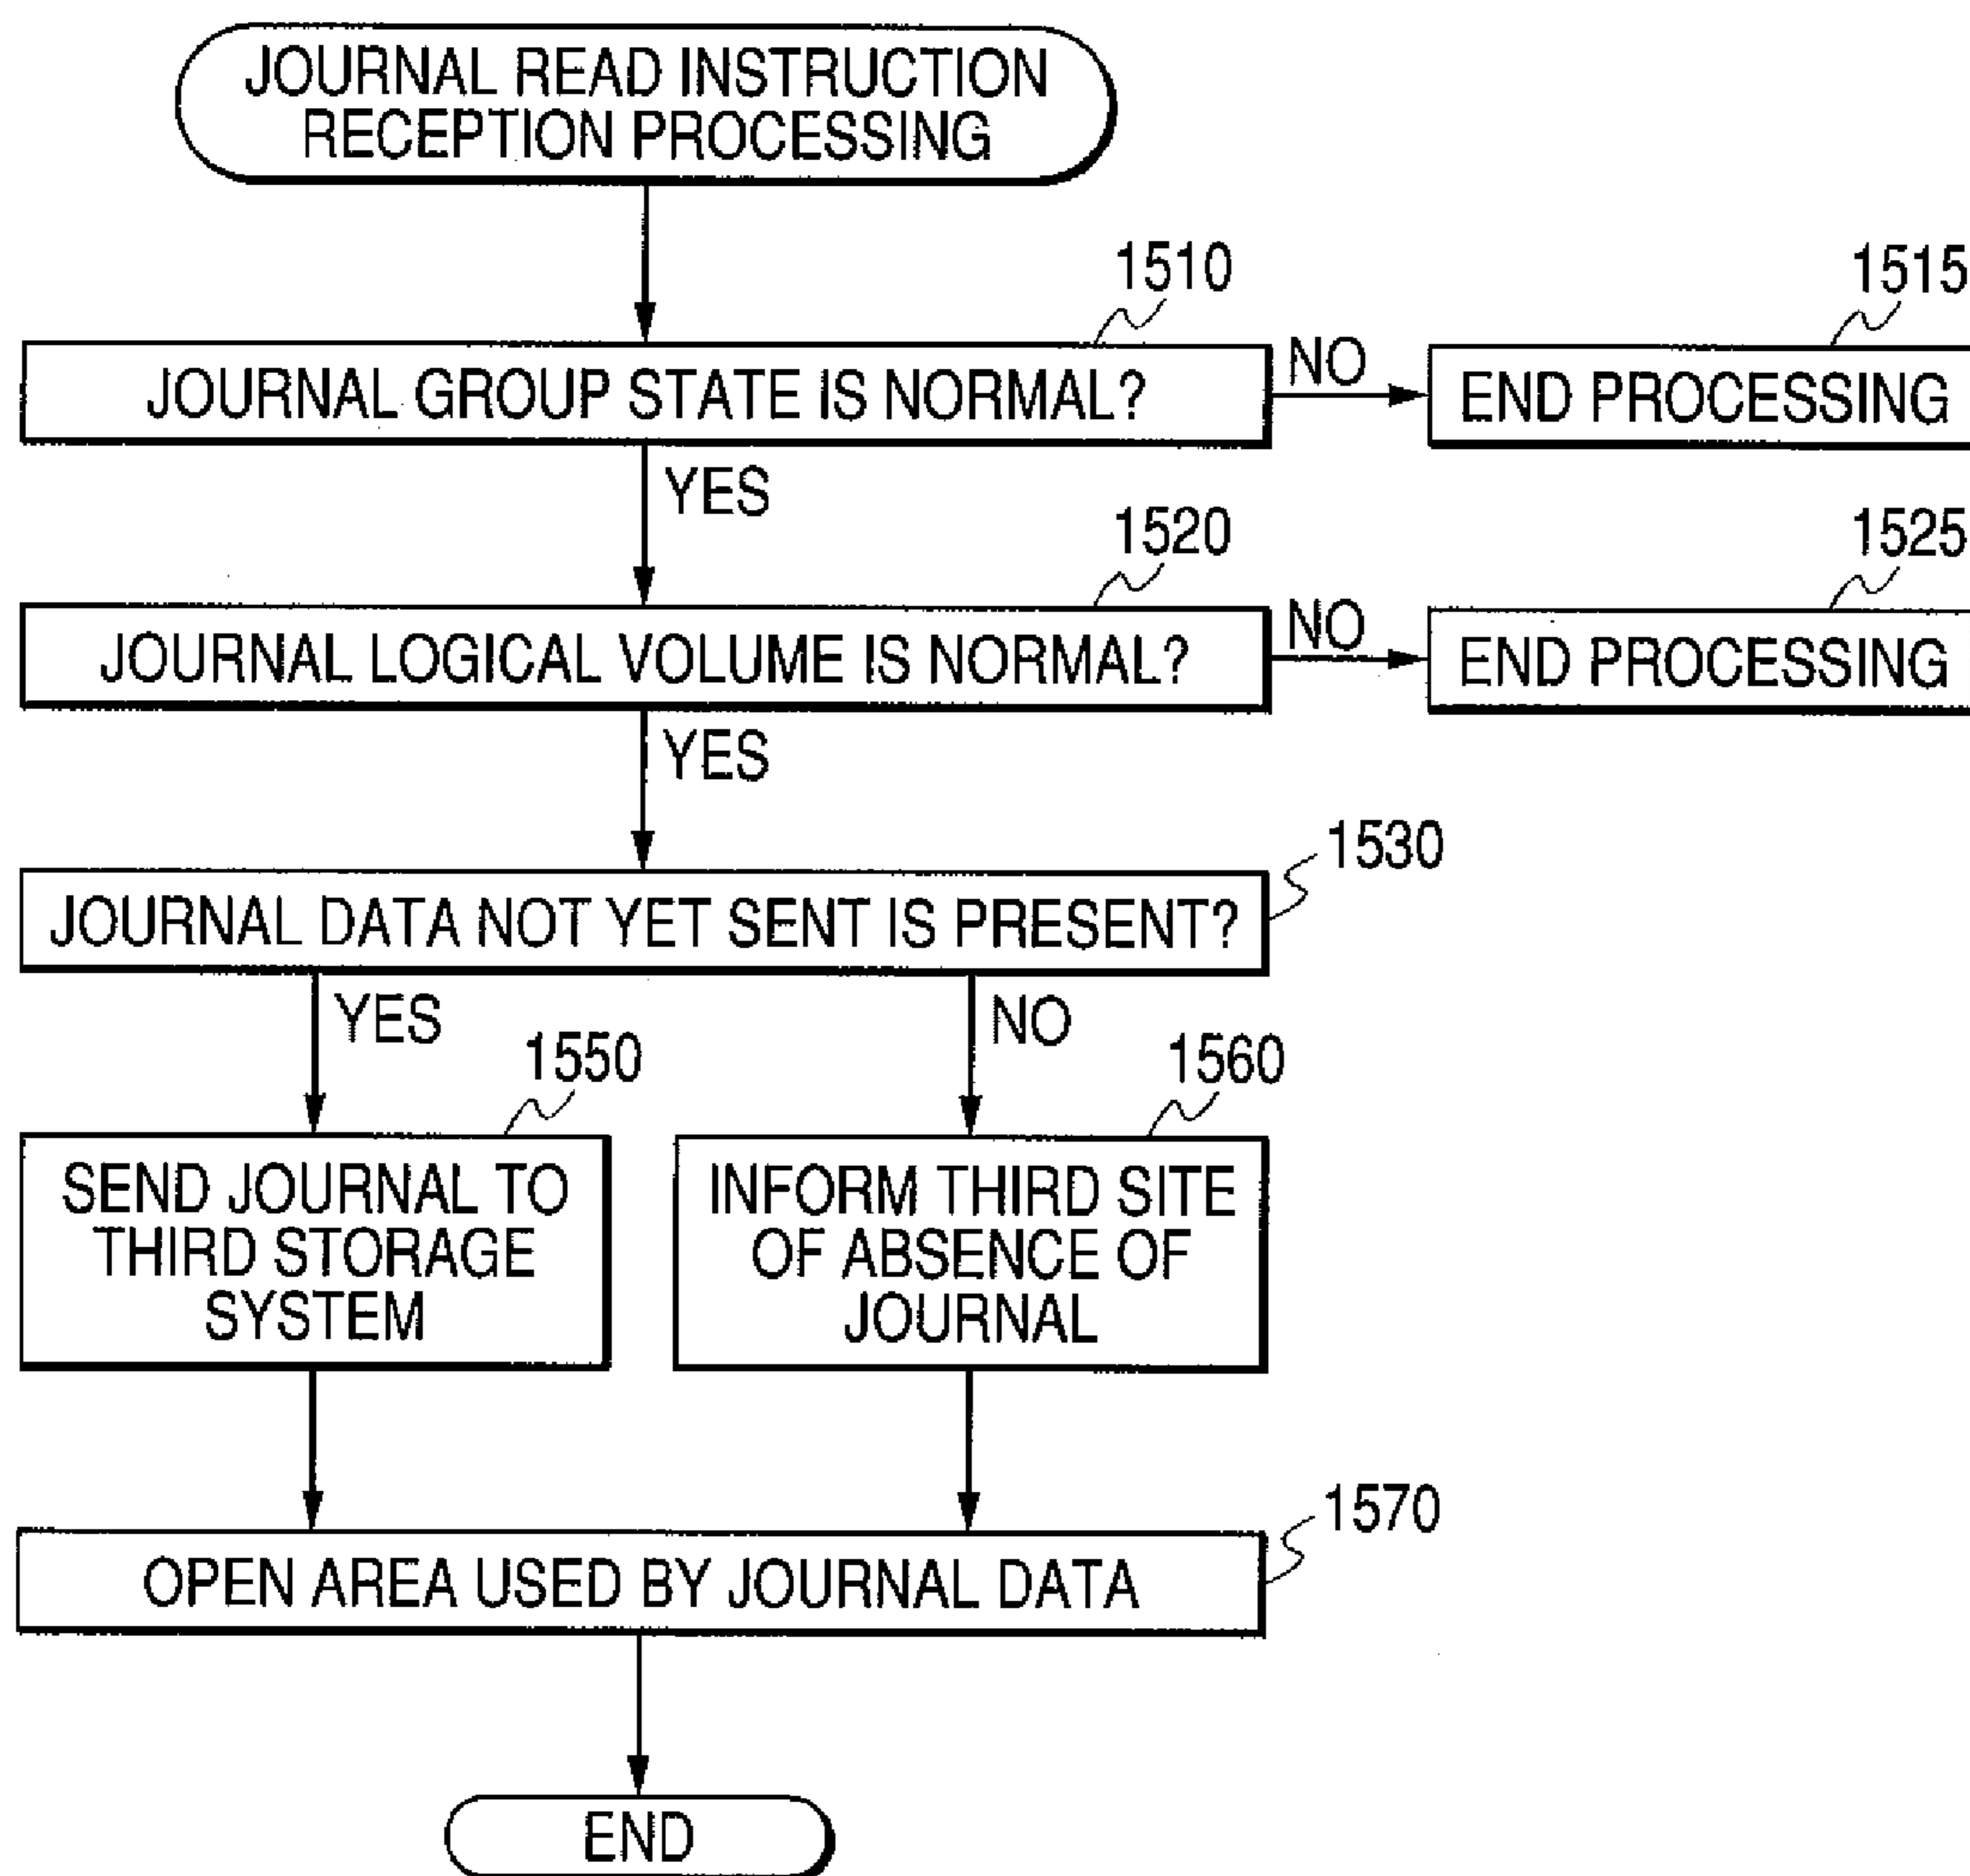 JOURNAL READ INSTRUCTION
RECEPTION PROCESSING
1510
1515
JOURNAL GROUP STATE IS NORMAL?
NO
END PROCESSING
YES
1520
1525
JOURNAL LOGICAL VOLUME IS NORMAL?
NO
END PROCESSING
YES
1530
JOURNAL DATA NOT YET SENT IS PRESENT?
YES
NO
1550
1560
SEND JOURNAL TO
THIRD STORAGE
SYSTEM
INFORM THIRD SITE
OF ABSENCE OF
JOURNAL
1570
OPEN AREA USED BY JOURNAL DATA
END